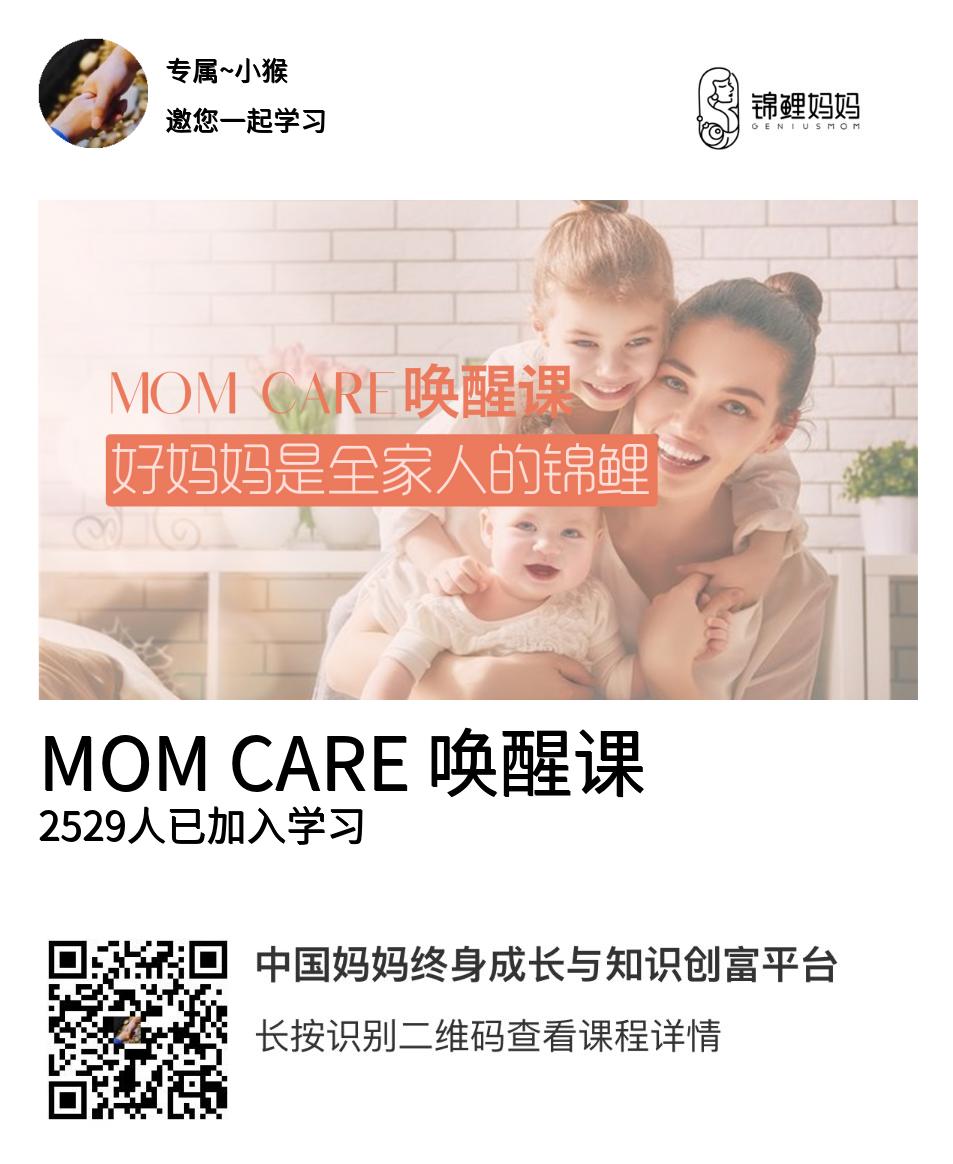 专属~小猴
邀您一起学习
锦鲤妈妈
GENIUSMOM
MOM CARE唤醒课
好妈妈是全家人的锦鲤
MOM CARE 唤醒课
2529人已加入学习
中国妈妈终身成长与知识创富平台
长按识别二维码查看课程详情